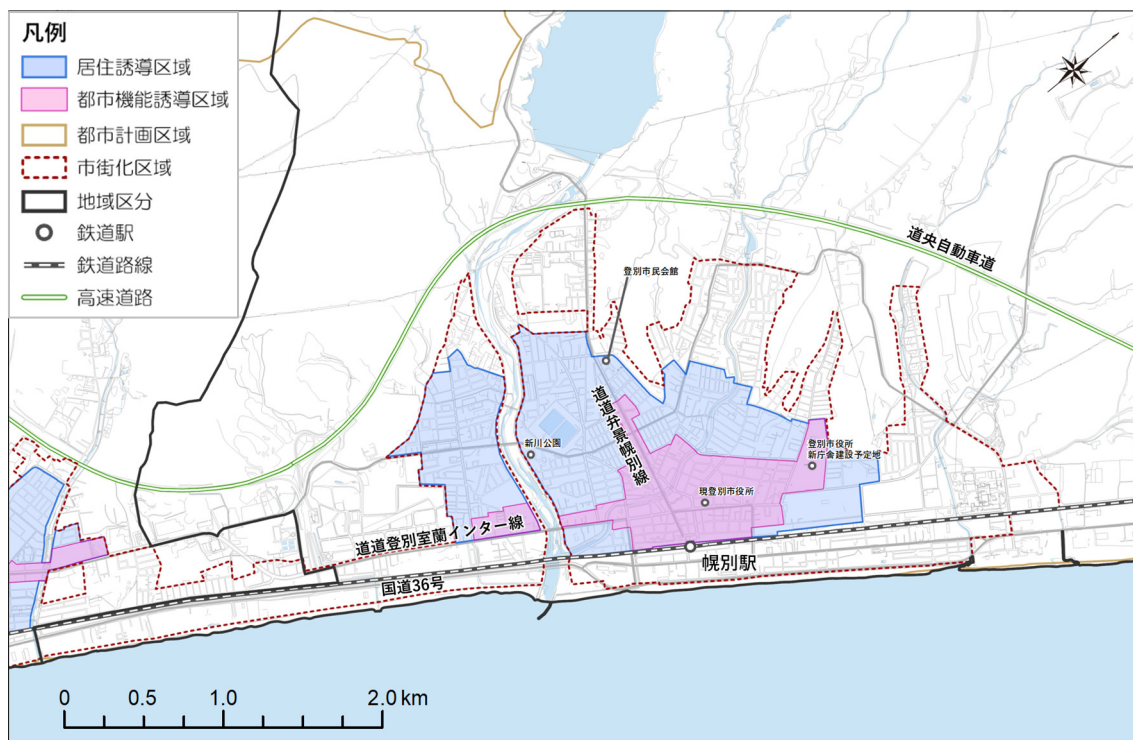 凡例
居住誘導区域
都市機能誘導区域
都市計画区域
市街化区域
地域区分
鉄道駅
鉄道路線
高速道路
道央自動車道
登別市民会館
道道弁景幌別線
新川公園
登別市役所
新庁舎建設予定地
現登別市役所
道道登別室蘭インター線
幌別駅
国道36号
0 0.5 1.0 2.0 km